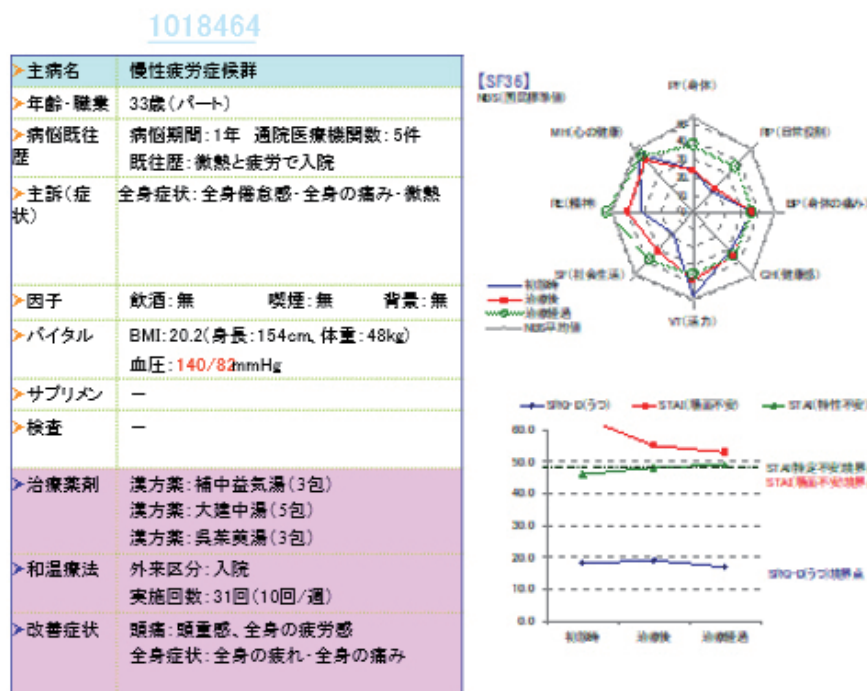 1018464
主病名 慢性疲労症候群
年齢・職業 33歳(パート)
病悩既往歴 病悩期間:1年 通院医療機関数:5件
既往歴:微熱と疲労で入院
主訴(症状) 全身症状:全身倦怠感・全身の痛み・微熱
因子 飲酒:無 喫煙:無 背景:無
バイタル BMI:20.2(身長:154cm、体重:48kg)
血圧:140/82mmHg
サプリメン ー
検査 ー
治療薬剤 漢方薬:補中益気湯(3包)
漢方薬:大建中湯(5包)
漢方薬:呉茱萸湯(3包)
和温療法 外来区分:入院
実施回数:31回(10回/週)
改善症状 頭痛:頭重感、全身の疲労感
全身症状:全身の疲れ・全身の痛み
【SF36】
NBS(国民標準値)
PF(身体)
MH(心の健康)
RP(日常役割)
RE(精神)
BP(身体の痛み)
SF(社会生活)
GH(健康感)
VT(活力)
初診時
治療後
治療経過
NBS平均値
SRQ-D(うつ) STAI(場面不安) STAI(特性不安)
60.0
50.0
40.0
30.0
20.0
10.0
0.0
STAI(特定不安)境界
STAI(場面不安)境界
SRQ-D(うつ)境界点
初診時 治療後 治療経過